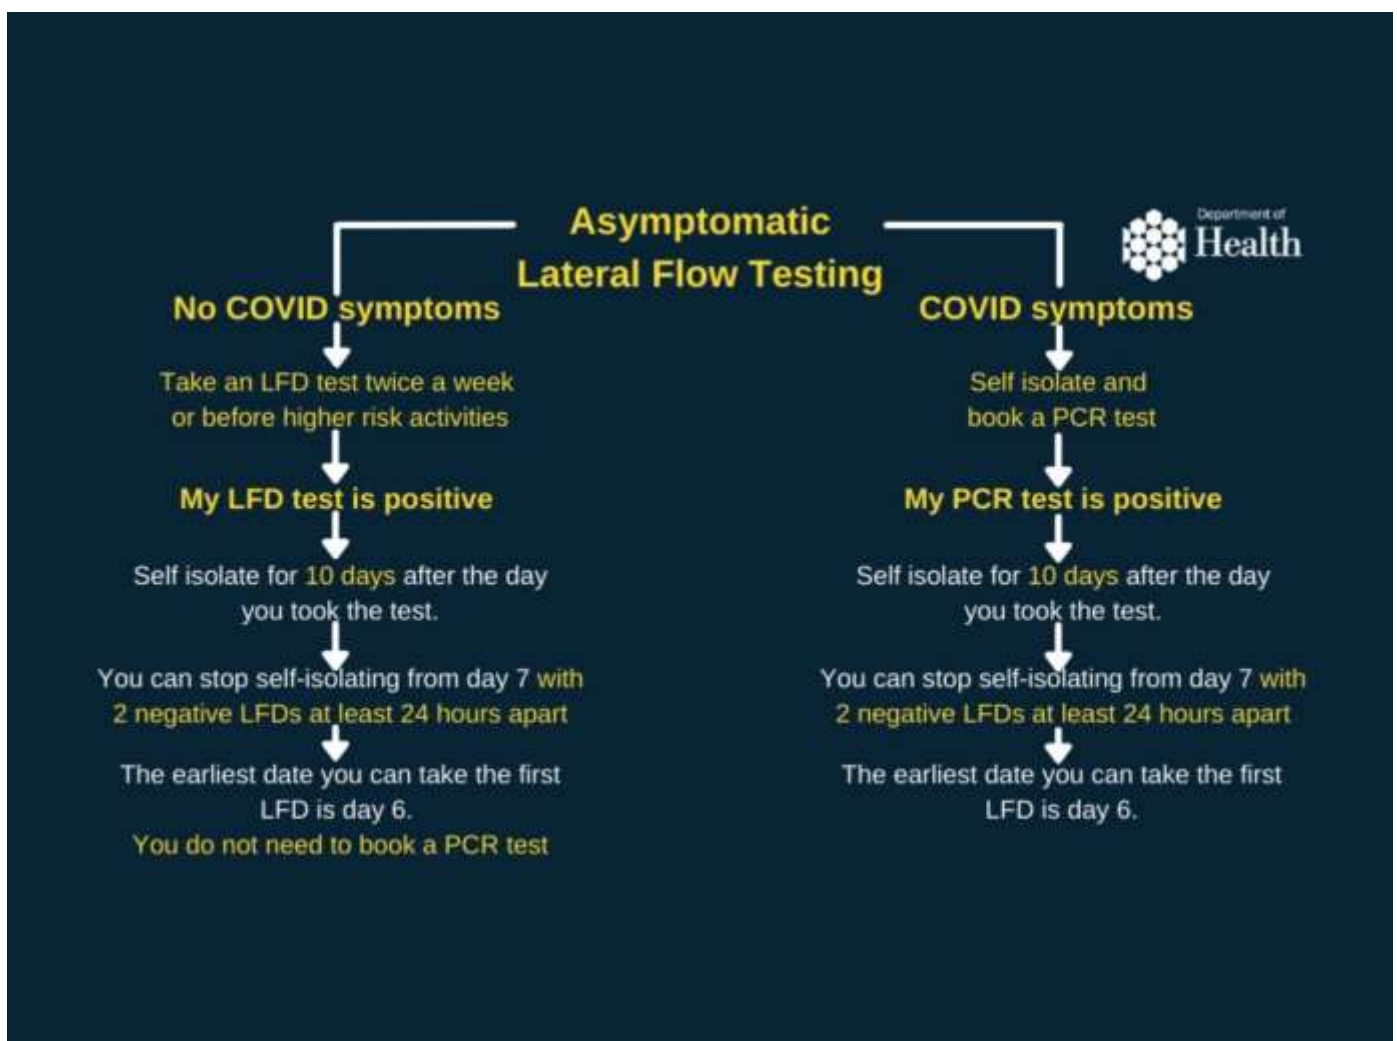 Asymptomatic
Lateral Flow Testing
Department of
Health
No COVID symptoms
Take an LFD test twice a week
or before higher risk activities
My LFD test is positive
Self isolate for 10 days after the day
you took the test.
You can stop self-isolating from day 7 with
2 negative LFDs at least 24 hours apart
The earliest date you can take the first
LFD is day 6.
You do not need to book a PCR test
COVID symptoms
Self isolate and
book a PCR test
My PCR test is positive
Self isolate for 10 days after the day
you took the test.
You can stop self-isolating from day 7 with
2 negative LFDs at least 24 hours apart
The earliest date you can take the first
LFD is day 6.